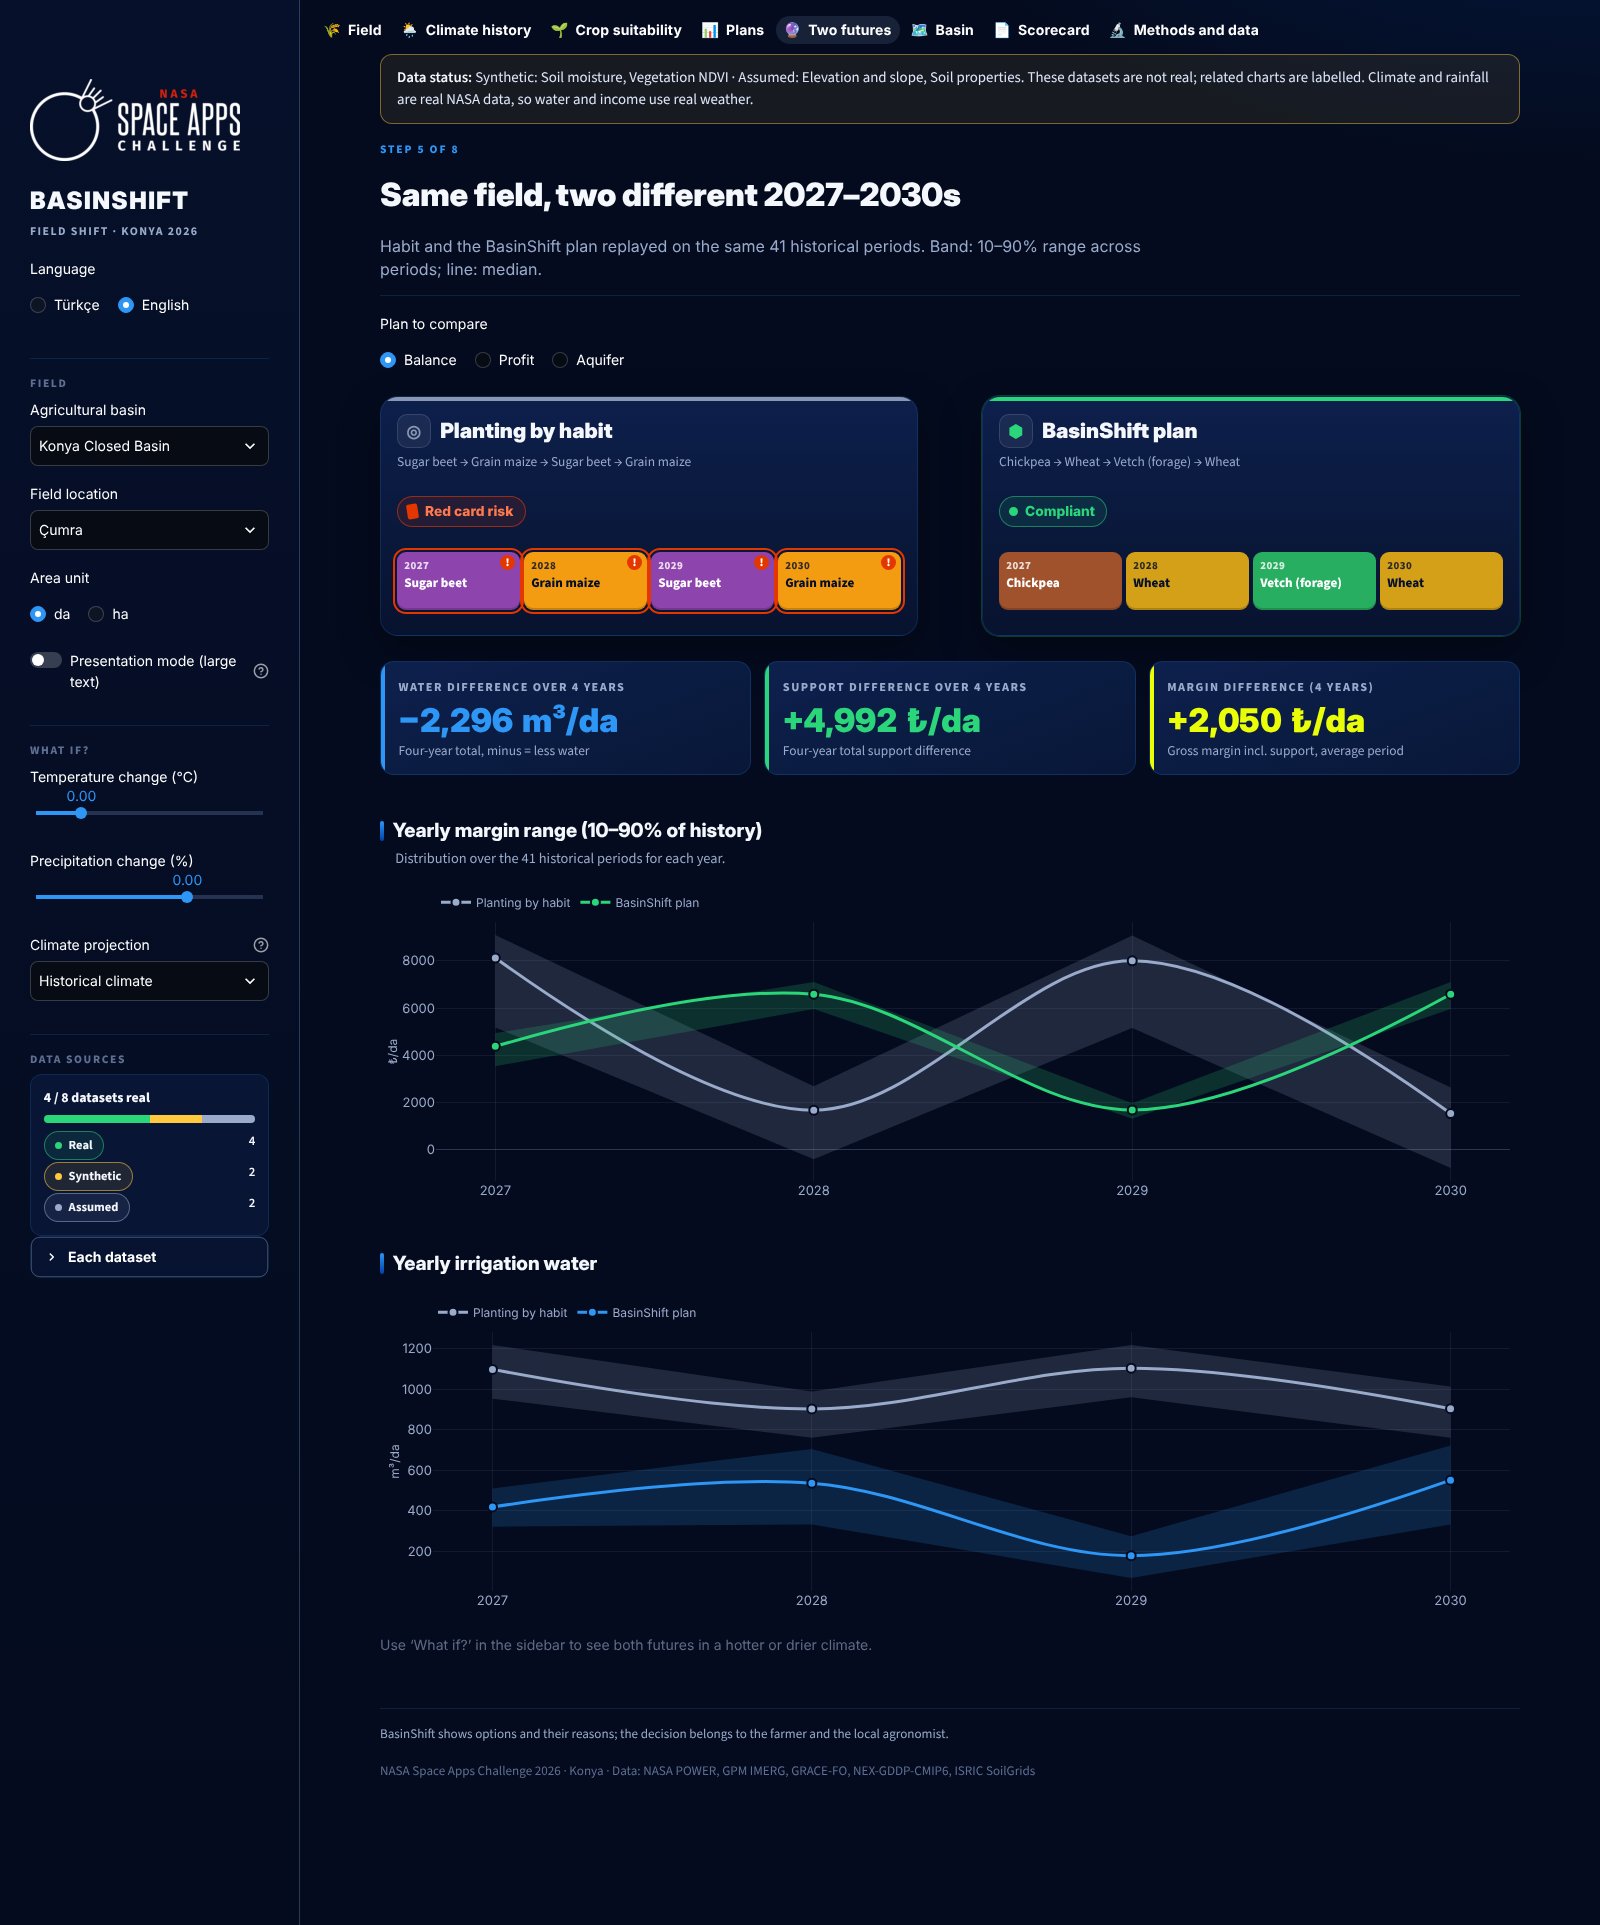 🌾 Field 🌦️ Climate history 🌱 Crop suitability 📊 Plans 🔮 Two futures 🗺️ Basin 📄 Scorecard 🔬 Methods and data
NASA
SPACE APPS
CHALLENGE
BASINSHIFT
FIELD SHIFT · KONYA 2026
Language
Türkçe English
FIELD
Agricultural basin
Konya Closed Basin
Field location
Çumra
Area unit
da ha
Presentation mode (large
text)
WHAT IF?
Temperature change (°C)
0.00
Precipitation change (%)
0.00
Climate projection
Historical climate
DATA SOURCES
4 / 8 datasets real
Real 4
Synthetic 2
Assumed 2
Each dataset
Data status: Synthetic: Soil moisture, Vegetation NDVI · Assumed: Elevation and slope, Soil properties. These datasets are not real; related charts are labelled. Climate and rainfall
are real NASA data, so water and income use real weather.
STEP 5 OF 8
Same field, two different 2027–2030s
Habit and the BasinShift plan replayed on the same 41 historical periods. Band: 10–90% range across
periods; line: median.
Plan to compare
Balance Profit Aquifer
Planting by habit
Sugar beet → Grain maize → Sugar beet → Grain maize
Red card risk
2027 ! 2028 ! 2029 ! 2030 !
Sugar beet Grain maize Sugar beet Grain maize
BasinShift plan
Chickpea → Wheat → Vetch (forage) → Wheat
Compliant
2027 2028 2029 2030
Chickpea Wheat Vetch (forage) Wheat
WATER DIFFERENCE OVER 4 YEARS
−2,296 m³/da
Four-year total, minus = less water
SUPPORT DIFFERENCE OVER 4 YEARS
+4,992 ₺/da
Four-year total support difference
MARGIN DIFFERENCE (4 YEARS)
+2,050 ₺/da
Gross margin incl. support, average period
Yearly margin range (10–90% of history)
Distribution over the 41 historical periods for each year.
Planting by habit BasinShift plan
8000
6000
4000
2000
0
₺/da
2027 2028 2029 2030
Yearly irrigation water
Planting by habit BasinShift plan
1200
1000
800
600
400
200
m³/da
2027 2028 2029 2030
Use ‘What if?’ in the sidebar to see both futures in a hotter or drier climate.
BasinShift shows options and their reasons; the decision belongs to the farmer and the local agronomist.
NASA Space Apps Challenge 2026 · Konya · Data: NASA POWER, GPM IMERG, GRACE-FO, NEX-GDDP-CMIP6, ISRIC SoilGrids